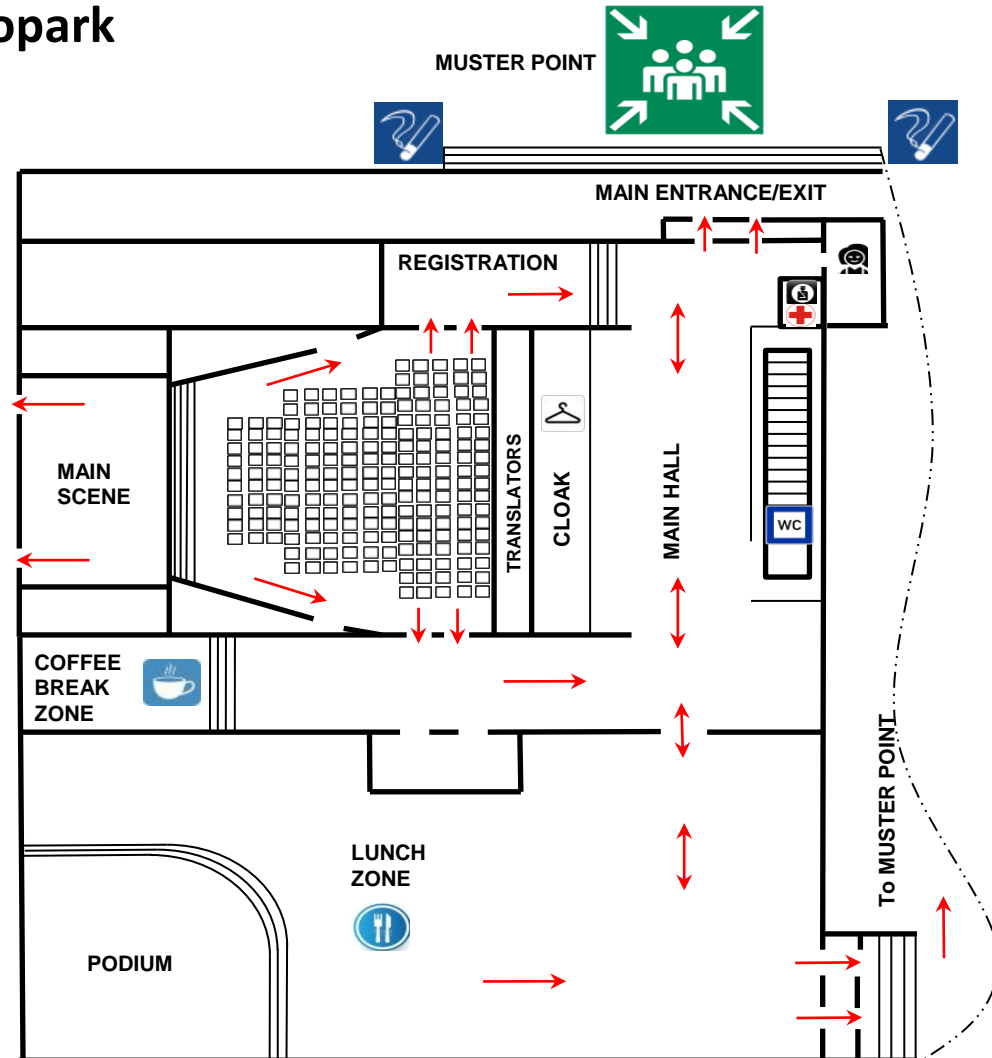 opark
MUSTER POINT
MAIN ENTRANCE/EXIT
REGISTRATION
MAIN
SCENE
TRANSLATORS
CLOAK
MAIN HALL
WC
COFFEE
BREAK
ZONE
To MUSTER POINT
LUNCH
ZONE
PODIUM